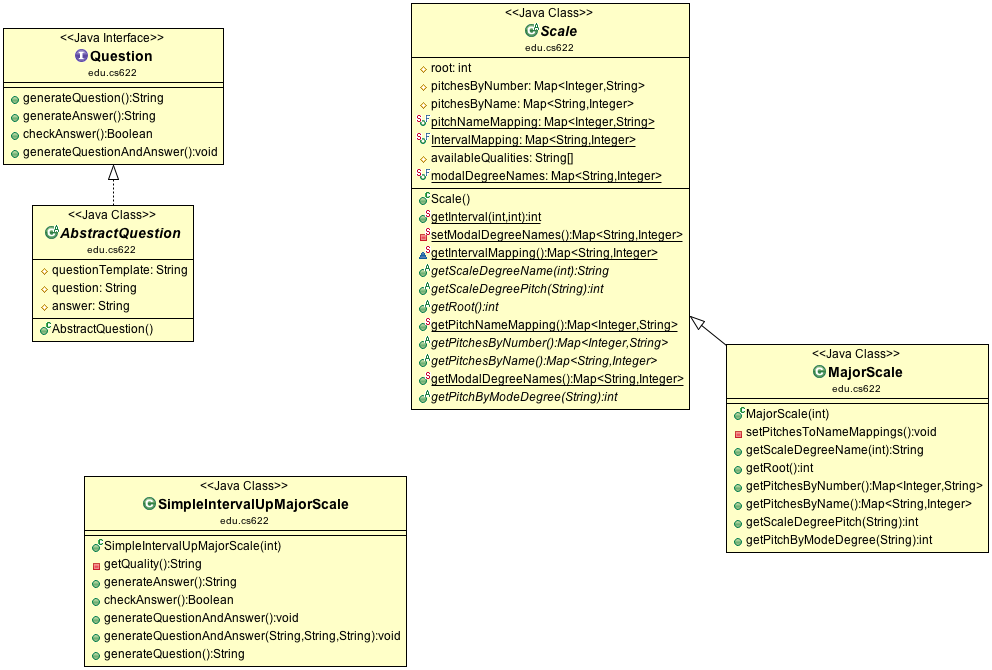 <<Java Interface>>
Question
edu.cs622
generateQuestion():String
generateAnswer():String
checkAnswer():Boolean
generateQuestionAndAnswer():void
<<Java Class>>
AbstractQuestion
edu.cs622
questionTemplate: String
question: String
answer: String
AbstractQuestion()
<<Java Class>>
Scale
edu.cs622
root: int
pitchesByNumber: Map<Integer,String>
pitchesByName: Map<String,Integer>
pitchNameMapping: Map<Integer,String>
IntervalMapping: Map<String,Integer>
availableQualities: String[]
modalDegreeNames: Map<String,Integer>
Scale()
getInterval(int,int):int
setModalDegreeNames():Map<String,Integer>
getIntervalMapping():Map<String,Integer>
getScaleDegreeName(int):String
getScaleDegreePitch(String):int
getRoot():int
getPitchNameMapping():Map<Integer,String>
getPitchesByNumber():Map<Integer,String>
getPitchesByName():Map<String,Integer>
getModalDegreeNames():Map<String,Integer>
getPitchByModeDegree(String):int
<<Java Class>>
MajorScale
edu.cs622
MajorScale(int)
setPitchesToNameMappings():void
getScaleDegreeName(int):String
getRoot():int
getPitchesByNumber():Map<Integer,String>
getPitchesByName():Map<String,Integer>
getScaleDegreePitch(String):int
getPitchByModeDegree(String):int
<<Java Class>>
SimpleIntervalUpMajorScale
edu.cs622
SimpleIntervalUpMajorScale(int)
getQuality():String
generateAnswer():String
checkAnswer():Boolean
generateQuestionAndAnswer():void
generateQuestionAndAnswer(String,String,String):void
generateQuestion():String